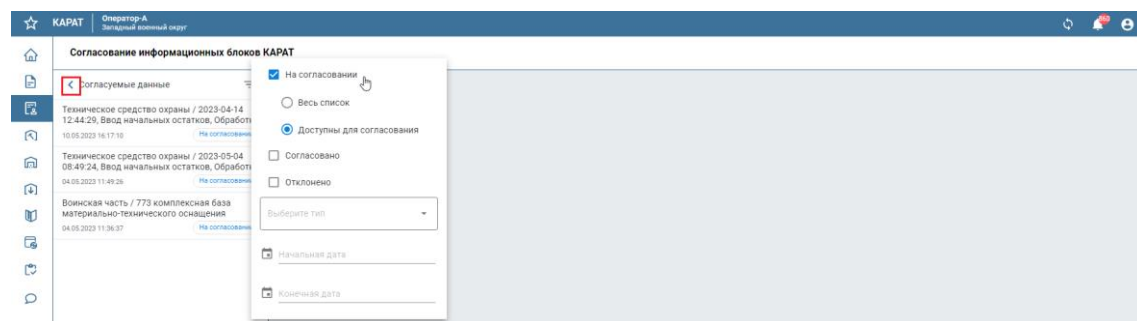 КАРАТ
Оператор-А
Западный военный округ
Согласование информационных блоков КАРАТ
Согласуемые данные
Техническое средство охраны / 2023-04-14
12:44:29, Ввод начальных остатков, Обработ
10.05.2023 16:17:10
На согласовани
Техническое средство охраны / 2023-05-04
08:49:24, Ввод начальных остатков, Обработ
04.05.2023 11:49:26
На согласовани
Воинская часть / 773 комплексная база
материально-технического оснащения
04.05.2023 11:36:37
На согласовани
На согласовании
Весь список
Доступны для согласования
Согласовано
Отклонено
Выберите тип
Начальная дата
Конечная дата